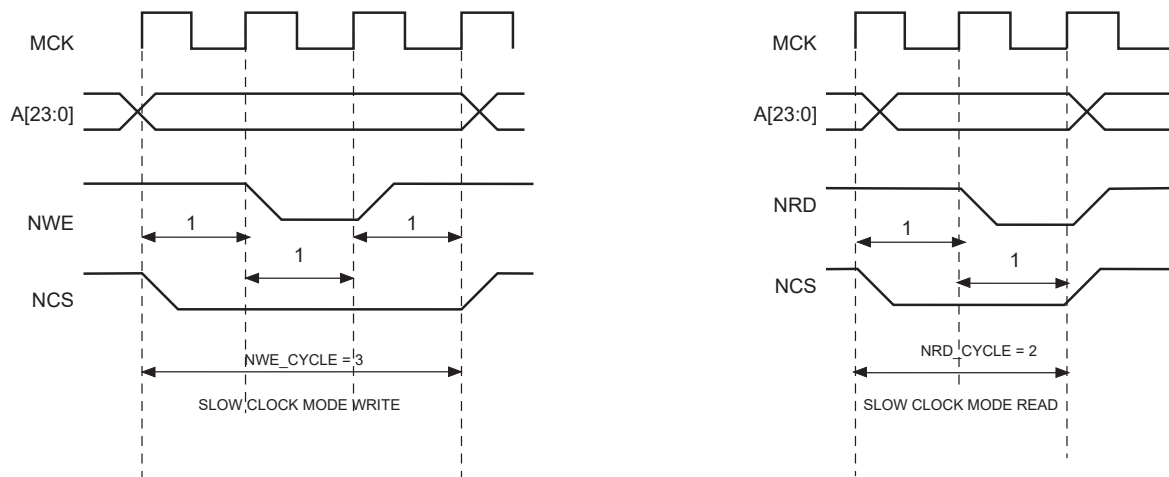 MCK
A[23:0]
NWE
1
1
1
NCS
NWE_CYCLE = 3
SLOW CLOCK MODE WRITE
MCK
A[23:0]
NRD
1
1
NCS
NRD_CYCLE = 2
SLOW CLOCK MODE READ